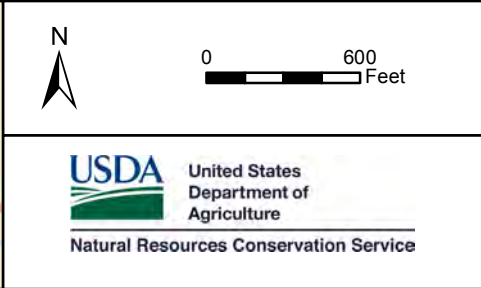 N
0 600
Feet
USDA
United States
Department of
Agriculture
Natural Resources Conservation Service